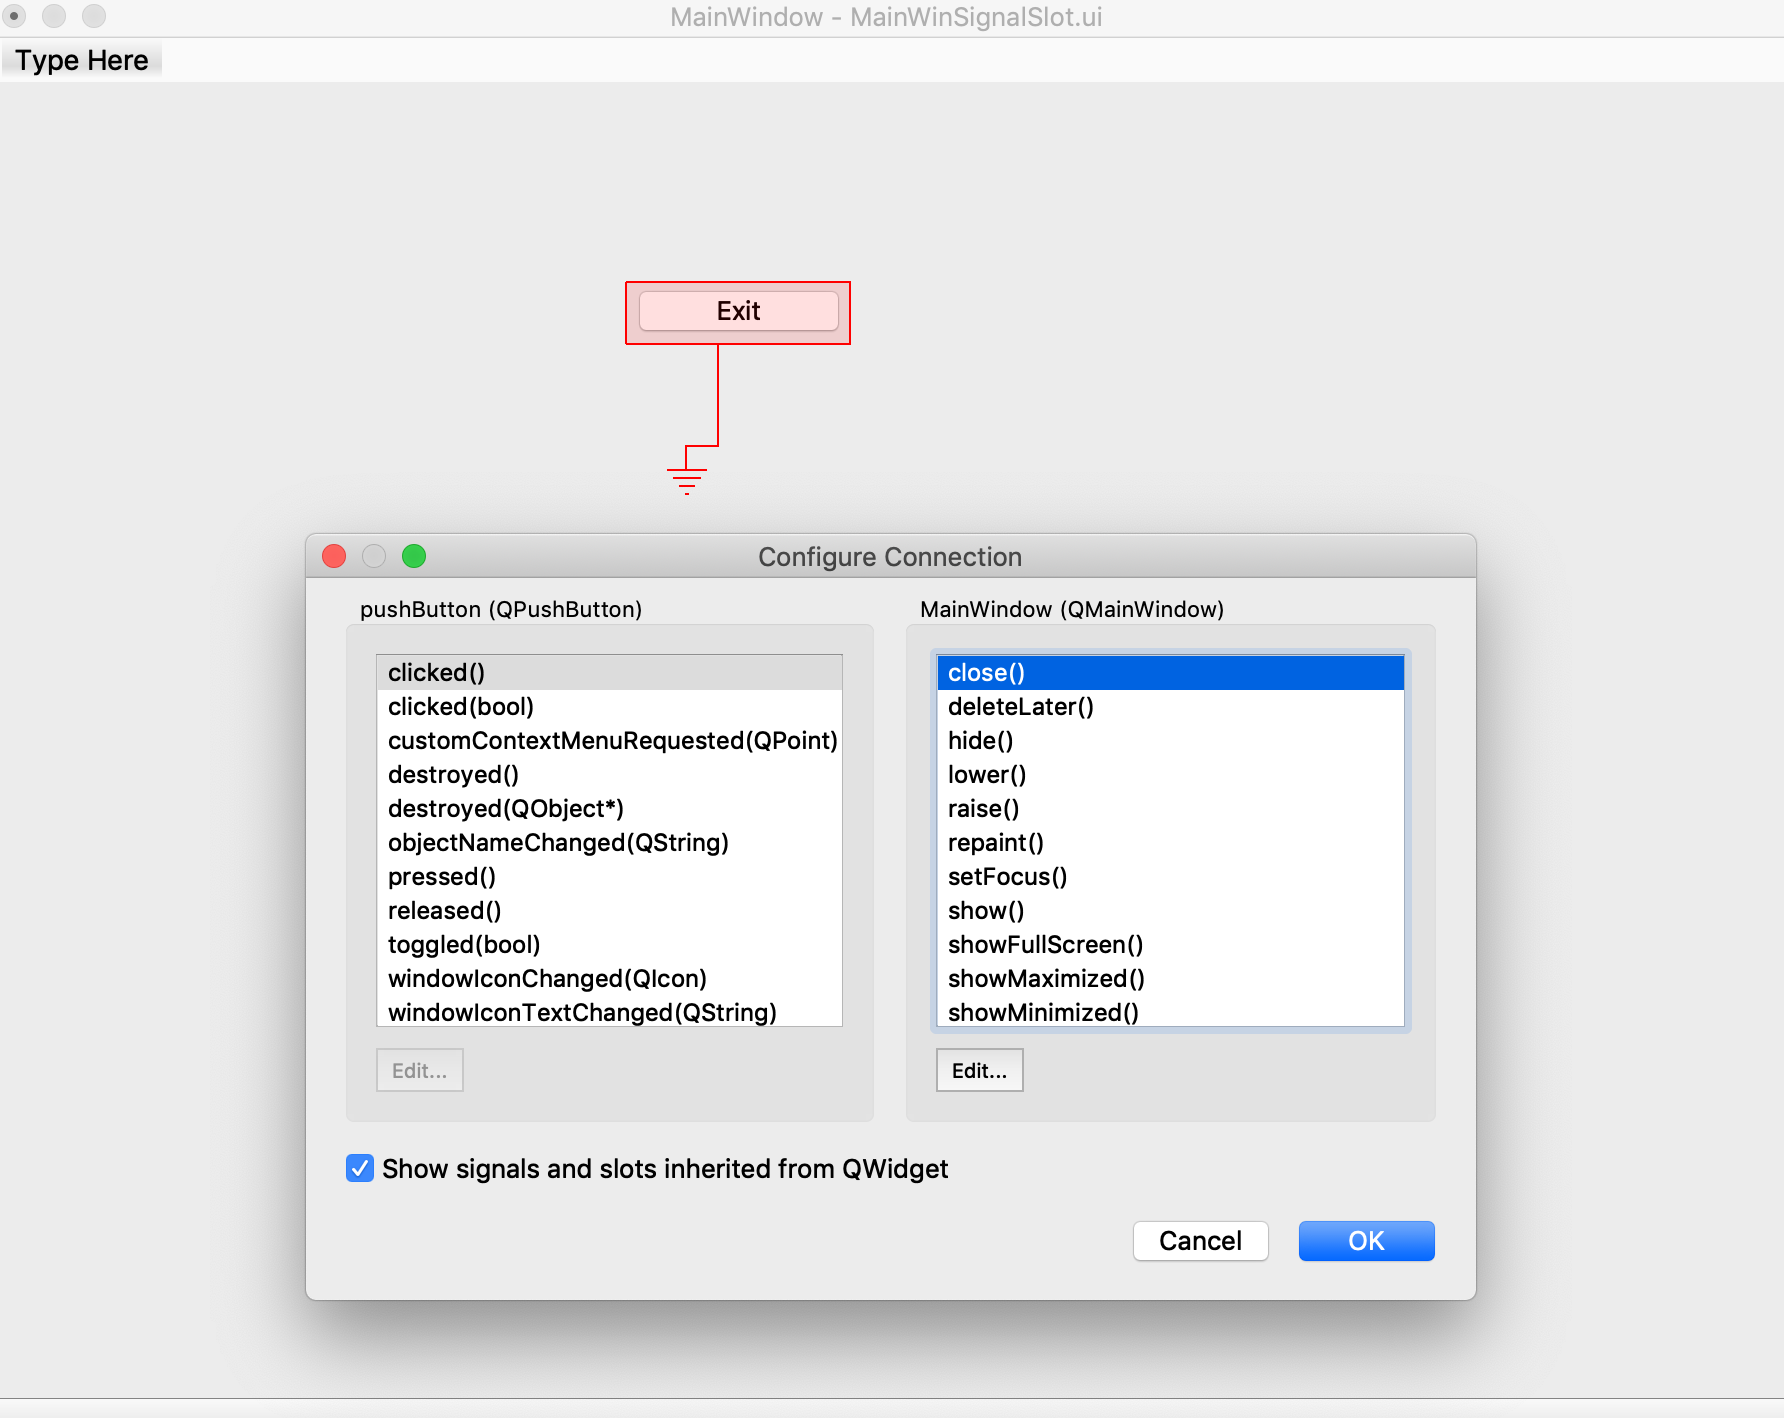 MainWindow - MainWinSignalSlot.ui
Type Here
Exit
Configure Connection
pushButton (QPushButton)
clicked()
clicked(bool)
customContextMenuRequested(QPoint)
destroyed()
destroyed(QObject*)
objectNameChanged(QString)
pressed()
released()
toggled(bool)
windowIconChanged(QIcon)
windowIconTextChanged(QString)
Edit...
MainWindow (QMainWindow)
close()
deleteLater()
hide()
lower()
raise()
repaint()
setFocus()
show()
showFullScreen()
showMaximized()
showMinimized()
Edit...
Show signals and slots inherited from QWidget
Cancel
OK